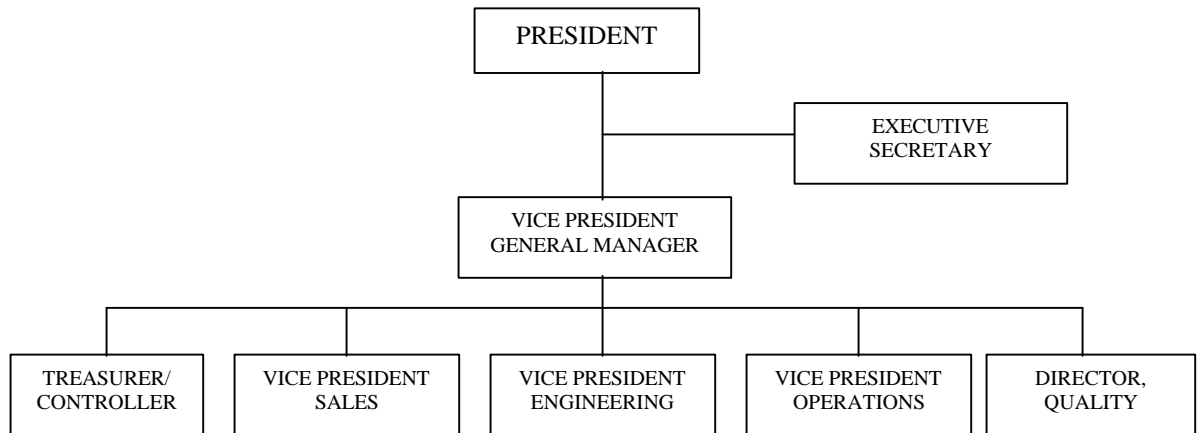 PRESIDENT
EXECUTIVE
SECRETARY
VICE PRESIDENT
GENERAL MANAGER
TREASURER/
CONTROLLER
VICE PRESIDENT
SALES
VICE PRESIDENT
ENGINEERING
VICE PRESIDENT
OPERATIONS
DIRECTOR,
QUALITY